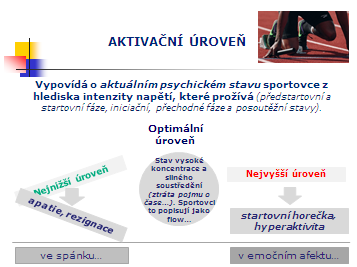 AKTIVAČNÍ ÚROVEŇ
Vypovídá o aktuálním psychickém stavu sportovce z
hlediska intenzity napětí, které prožívá (předstartovní a
startovní fáze, iniciační, přechodné fáze a posoutěžní stavy).
Optimální
úroveň
Stav vysoké
koncentrace a
silného
soustředění
(ztráta pojmu o
čase...). Sportovci
to popisují jako
flow...
Nejnižší úroveň
apatie, rezignace
Nejvyšší úroveň
startovní horečka,
hyperaktivita
ve spánku...
v emočním afektu...